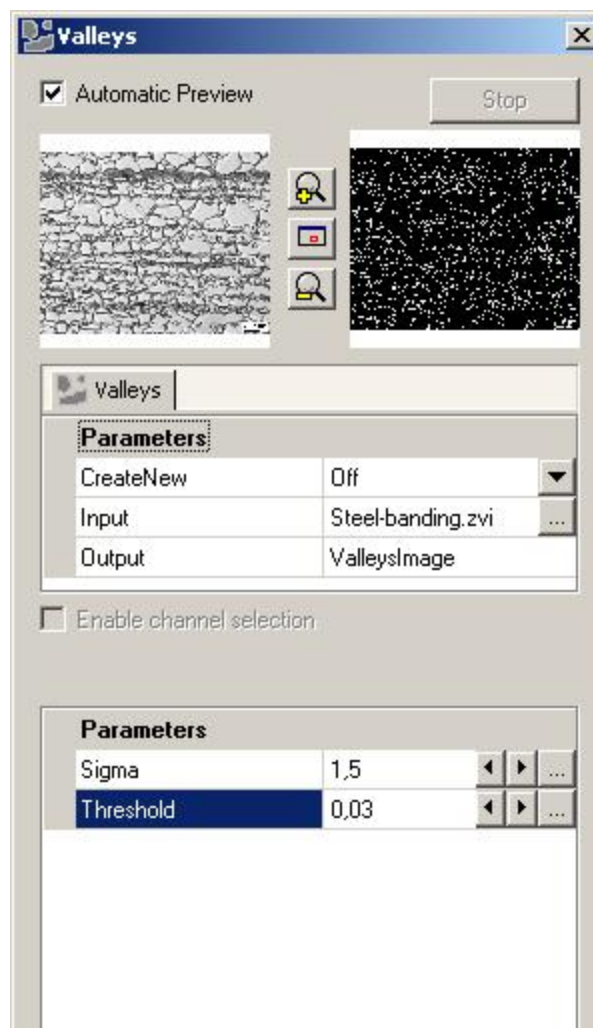 Valleys
Automatic Preview
Stop
Valleys
Parameters
CreateNew Off
Input Steel-banding.zvi ...
Output ValleysImage
Enable channel selection
Parameters
Sigma 1,5 ...
Threshold 0,03 ...